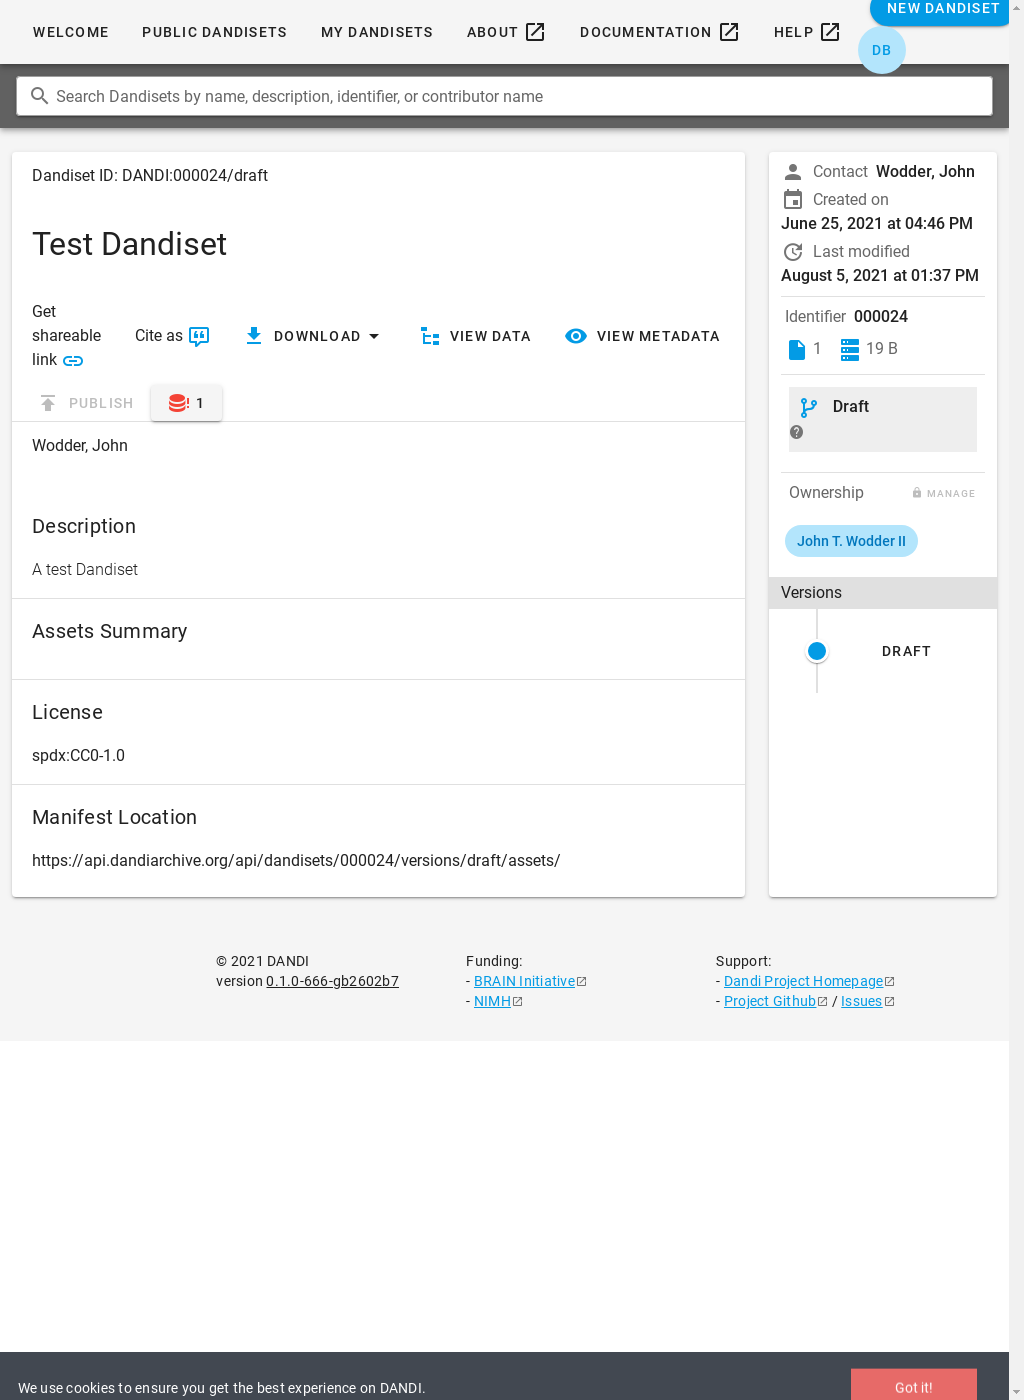 WELCOME PUBLIC DANDISETS MY DANDISETS ABOUT DOCUMENTATION HELP NEW DANDISET
DB
Search Dandisets by name, description, identifier, or contributor name
Dandiset ID: DANDI:000024/draft
Test Dandiset
Get
shareable
link
Cite as
DOWNLOAD
VIEW DATA
VIEW METADATA
PUBLISH
1
Wodder, John
Description
A test Dandiset
Assets Summary
License
spdx:CC0-1.0
Manifest Location
https://api.dandiarchive.org/api/dandisets/000024/versions/draft/assets/
Contact Wodder, John
Created on
June 25, 2021 at 04:46 PM
Last modified
August 5, 2021 at 01:37 PM
Identifier 000024
1 19 B
Draft
Ownership MANAGE
John T. Wodder II
Versions
DRAFT
© 2021 DANDI
version 0.1.0-666-gb2602b7
Funding:
- BRAIN Initiative
- NIMH
Support:
- Dandi Project Homepage
- Project Github / Issues
We use cookies to ensure you get the best experience on DANDI.
Got it!